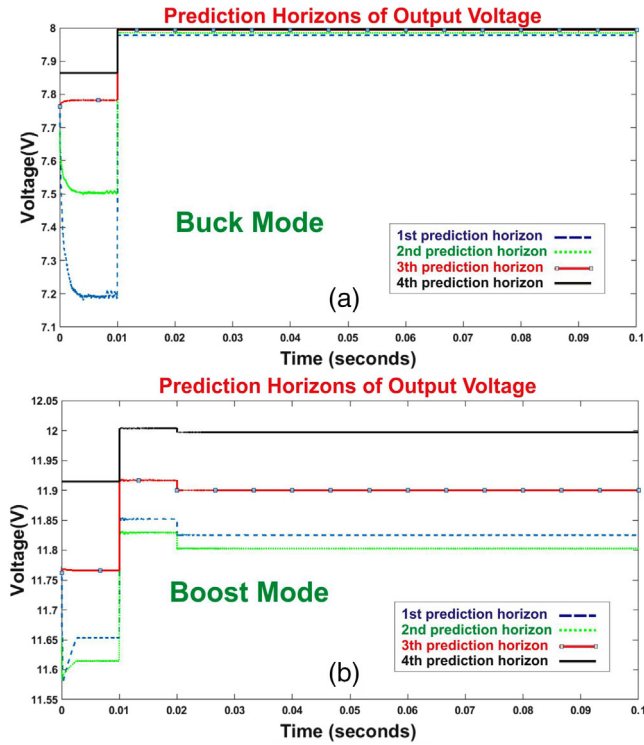 Prediction Horizons of Output Voltage
8
7.9
7.8
7.7
7.6
7.5
7.4
7.3
7.2
7.1
Voltage(V)
Buck Mode
1st prediction horizon
2nd prediction horizon
3th prediction horizon
4th prediction horizon
(a)
0 0.01 0.02 0.03 0.04 0.05 0.06 0.07 0.08 0.09 0.1
Time (seconds)
Prediction Horizons of Output Voltage
12.05
12
11.95
11.9
11.85
11.8
11.75
11.7
11.65
11.6
11.55
Voltage(V)
Boost Mode
1st prediction horizon
2nd prediction horizon
3th prediction horizon
4th prediction horizon
(b)
0 0.01 0.02 0.03 0.04 0.05 0.06 0.07 0.08 0.09 0.1
Time (seconds)